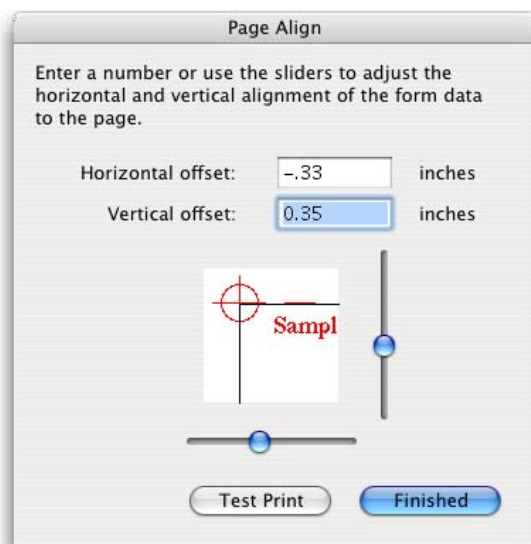 Page Align
Enter a number or use the sliders to adjust the
horizontal and vertical alignment of the form data
to the page.
Horizontal offset: -.33 inches
Vertical offset: 0.35 inches
Sampl
Test Print Finished